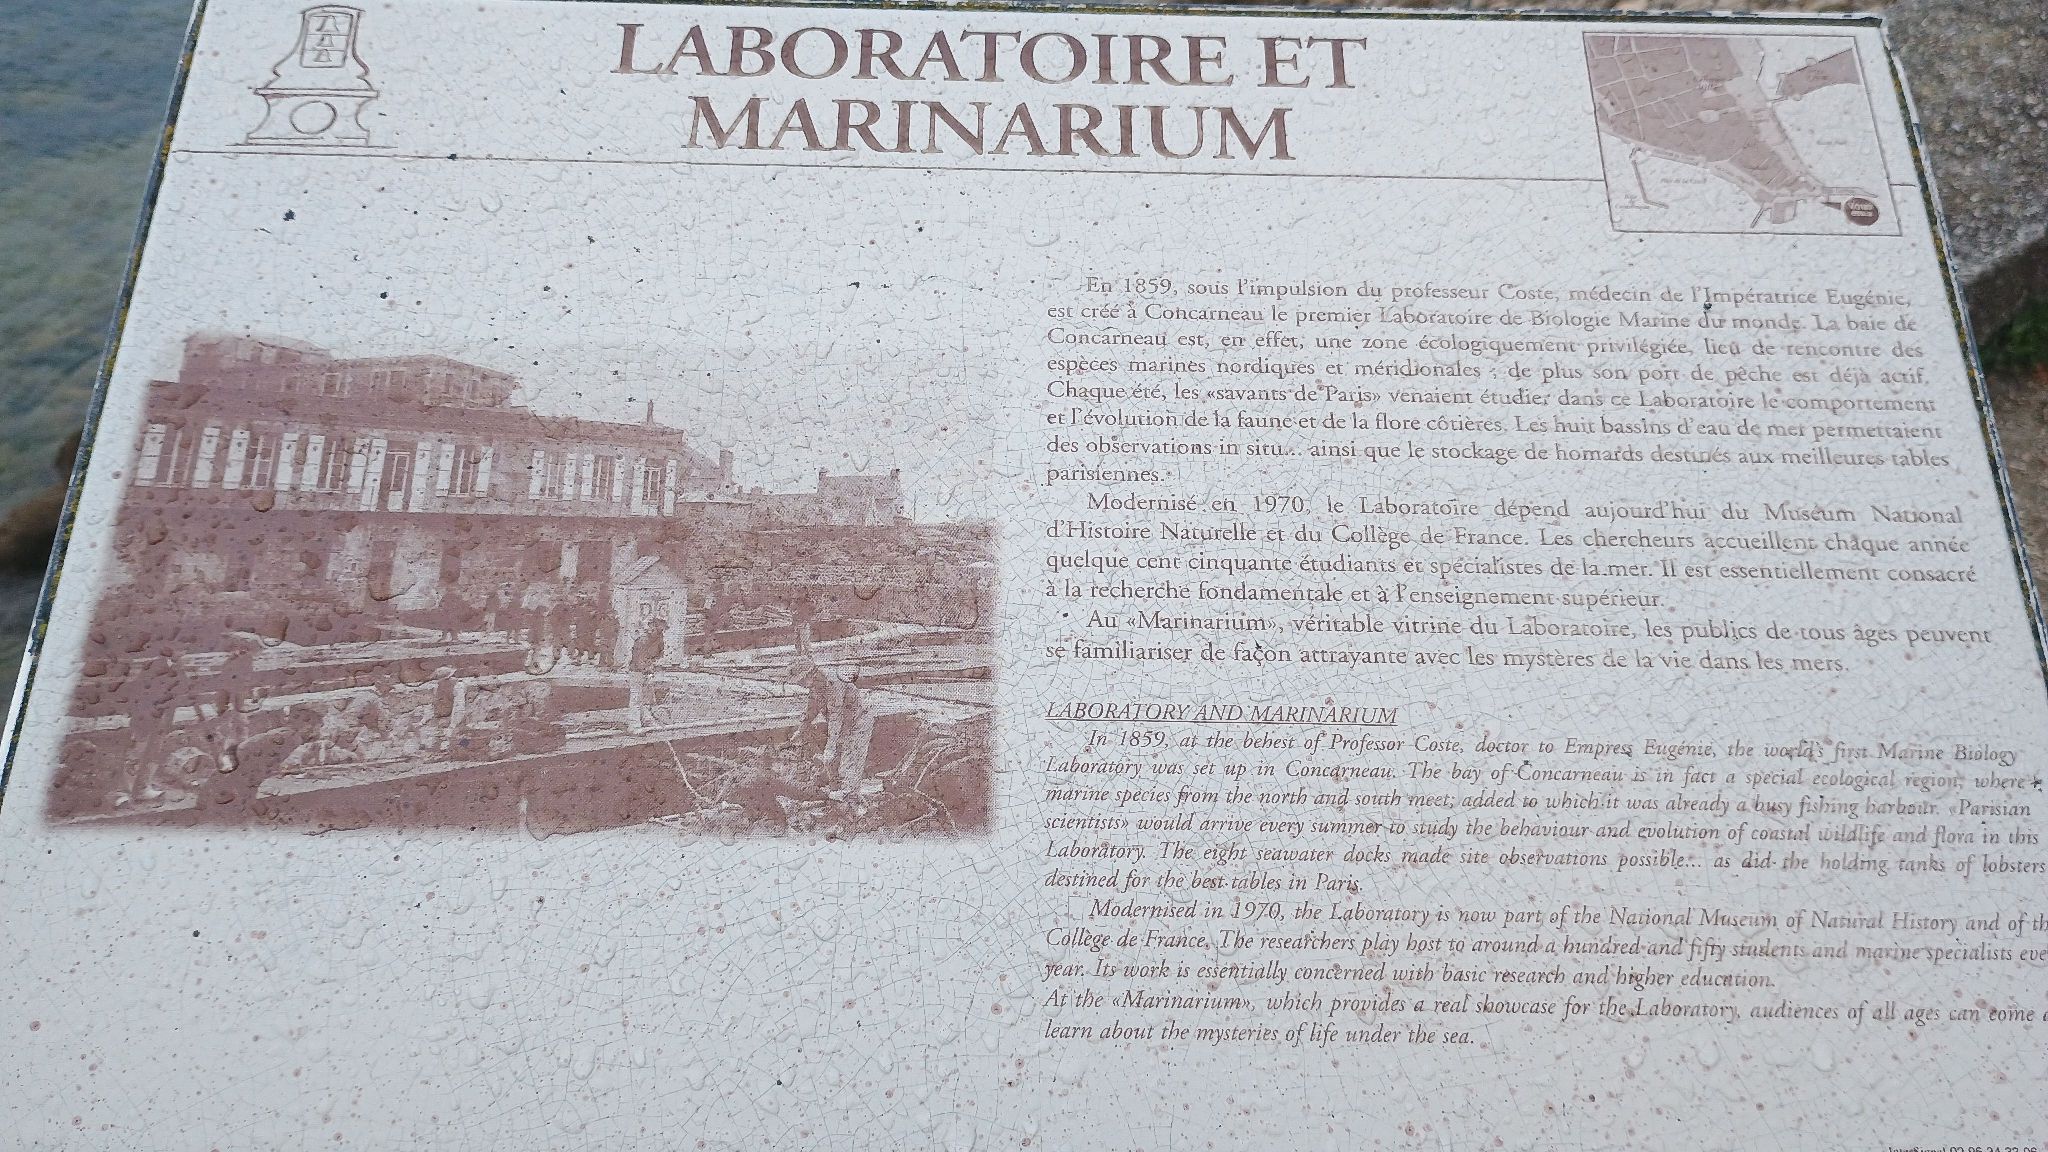 LABORATOIRE ET
MARINARIUM
En 1859, sous l'impulsion du professeur Coste, médecin de l'Impératrice Eugénie,
est créé à Concarneau le premier Laboratoire de Biologie Marine du monde. La baie de
Concarneau est, en effet, une zone écologiquement privilégiée, lieu de rencontre des
espèces marines nordiques et méridionales ; de plus son port de pêche est déjà actif.
Chaque été, les «savants de Paris» venaient étudier dans ce Laboratoire le comportement
et l'évolution de la faune et de la flore côtières. Les huit bassins d'eau de mer permettaient
des observations in situ... ainsi que le stockage de homards destinés aux meilleures tables
parisiennes.
Modernisé en 1970, le Laboratoire dépend aujourd'hui du Muséum National
d'Histoire Naturelle et du Collège de France. Les chercheurs accueillent chaque année
quelque cent cinquante étudiants et spécialistes de la mer. Il est essentiellement consacré
à la recherche fondamentale et à l'enseignement supérieur.
Au «Marinarium», véritable vitrine du Laboratoire, les publics de tous âges peuvent
se familiariser de façon attrayante avec les mystères de la vie dans les mers.
LABORATORY AND MARINARIUM
In 1859, at the behest of Professor Coste, doctor to Empress Eugénie, the world's first Marine Biology
Laboratory was set up in Concarneau. The bay of Concarneau is in fact a special ecological region, where
marine species from the north and south meet; added to which it was already a busy fishing harbour. «Parisian
scientists» would arrive every summer to study the behaviour and evolution of coastal wildlife and flora in this
Laboratory. The eight seawater docks made site observations possible... as did the holding tanks of lobsters
destined for the best tables in Paris.
Modernised in 1970, the Laboratory is now part of the National Museum of Natural History and of th
Collège de France. The researchers play host to around a hundred and fifty students and marine specialists eve
year. Its work is essentially concerned with basic research and higher education.
At the «Marinarium», which provides a real showcase for the Laboratory, audiences of all ages can come
learn about the mysteries of life under the sea.